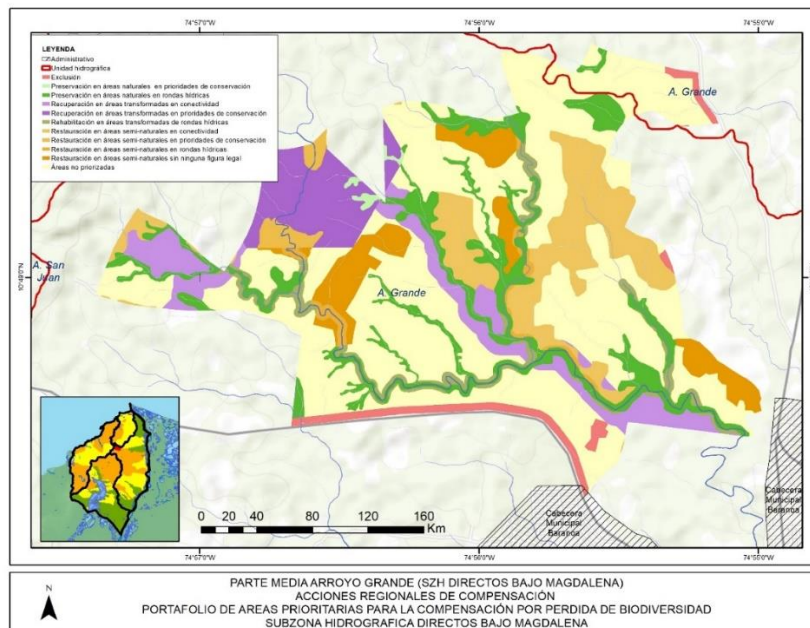 74°57'0"W
74°56'0"W
74°55'0"W
LEYENDA
Administrativo
Unidad hidrográfica
Exclusión
Preservación en áreas naturales en prioridades de conservación
Preservación en áreas naturales en rondas hídricas
Recuperación en áreas transformadas en conectividad
Recuperación en áreas transformadas en prioridades de conservación
Rehabilitación en áreas transformadas de rondas hídricas
Restauración en áreas semi-naturales en conectividad
Restauración en áreas semi-naturales en prioridades de conservación
Restauración en áreas semi-naturales en rondas hídricas
Restauración en áreas semi-naturales sin ninguna figura legal
Áreas no priorizadas
A. Grande
A. San
Juan
A. Grande
0 20 40 80 120 160
Km
Cabecera
Municipal
Baranoa
Cabecera
Municipal
Baranoa
74°57'0"W
74°56'0"W
74°55'0"W
N
PARTE MEDIA ARROYO GRANDE (SZH DIRECTOS BAJO MAGDALENA)
ACCIONES REGIONALES DE COMPENSACIÓN
PORTAFOLIO DE AREAS PRIORITARIAS PARA LA COMPENSACIÓN POR PERDIDA DE BIODIVERSIDAD
SUBZONA HIDROGRAFICA DIRECTOS BAJO MAGDALENA